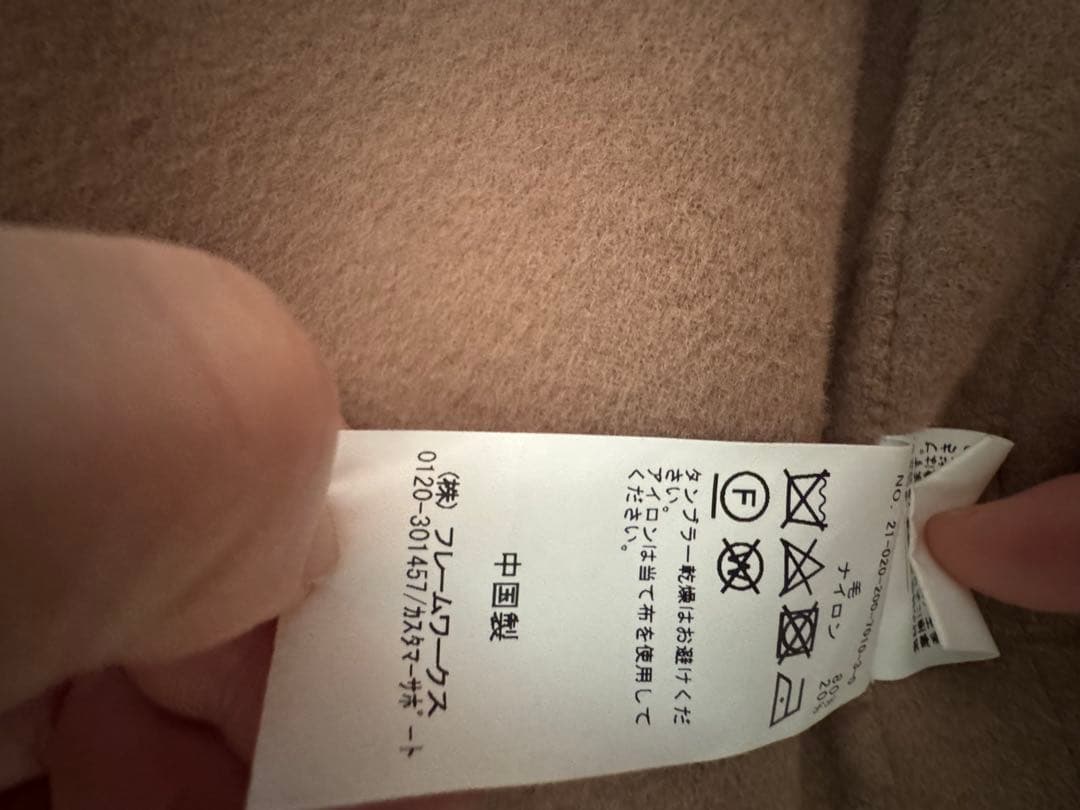 NO. 21-020-200-7010-3-0
毛 80%
ナイロン 20%
F W
タンブラー乾燥はお避けくだ
さい。
アイロンは当て布を使用して
ください。
中国製
(株)フレームワークス
0120-301457/カスタマーサポート